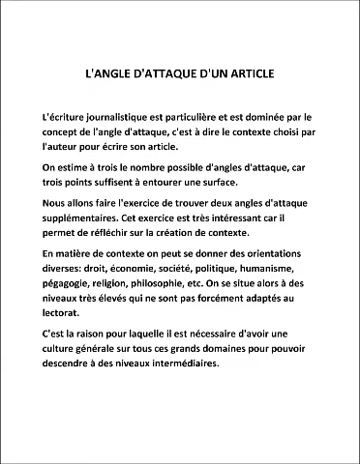 L'ANGLE D'ATTAQUE D'UN ARTICLE
L'écriture journalistique est particulière et est dominée par le
concept de l'angle d'attaque, c'est à dire le contexte choisi par
l'auteur pour écrire son article.
On estime à trois le nombre possible d'angles d'attaque, car
trois points suffisent à entourer une surface.
Nous allons faire l'exercice de trouver deux angles d'attaque
supplémentaires. Cet exercice est très intéressant car il
permet de réfléchir sur la création de contexte.
En matière de contexte on peut se donner des orientations
diverses: droit, économie, société, politique, humanisme,
pégagogie, religion, philosophie, etc. On se situe alors à des
niveaux très élevés qui ne sont pas forcément adaptés au
lectorat.
C'est la raison pour laquelle il est nécessaire d'avoir une
culture générale sur tous ces grands domaines pour pouvoir
descendre à des niveaux intermédiaires.